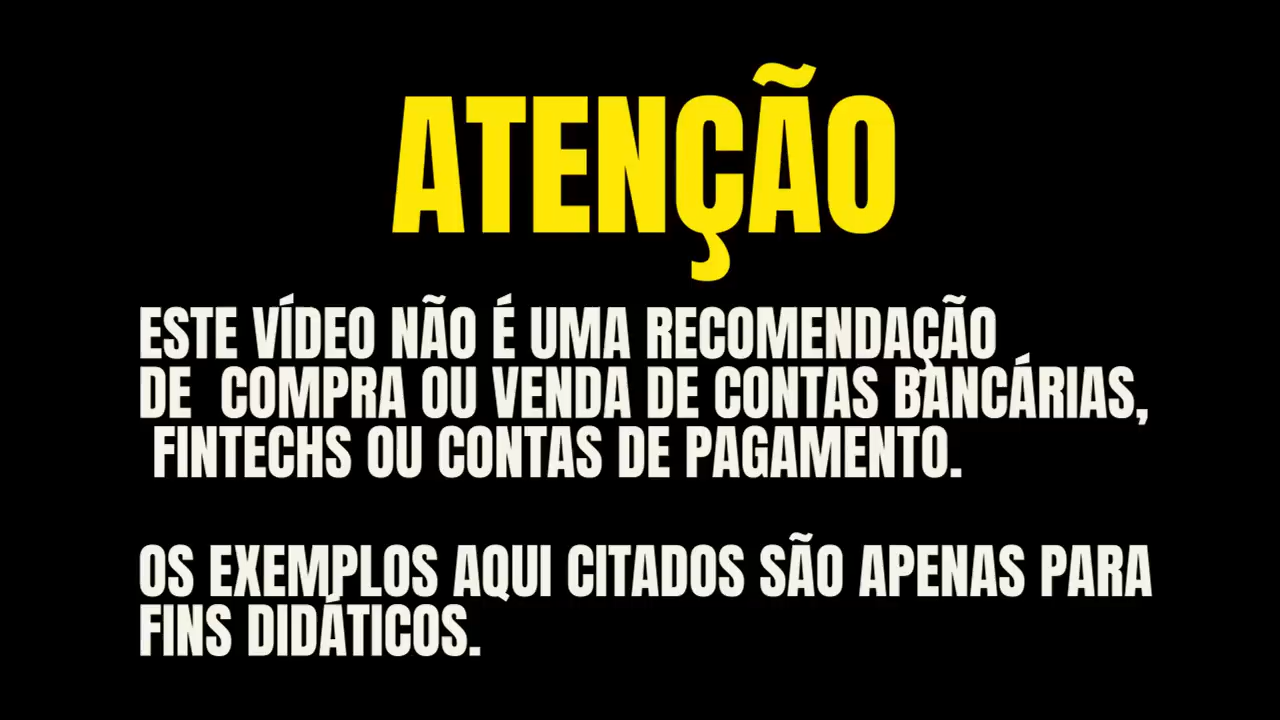 ATENÇÃO
ESTE VÍDEO NÃO É UMA RECOMENDAÇÃO
DE COMPRA OU VENDA DE CONTAS BANCÁRIAS,
FINTECHS OU CONTAS DE PAGAMENTO.
OS EXEMPLOS AQUI CITADOS SÃO APENAS PARA
FINS DIDÁTICOS.